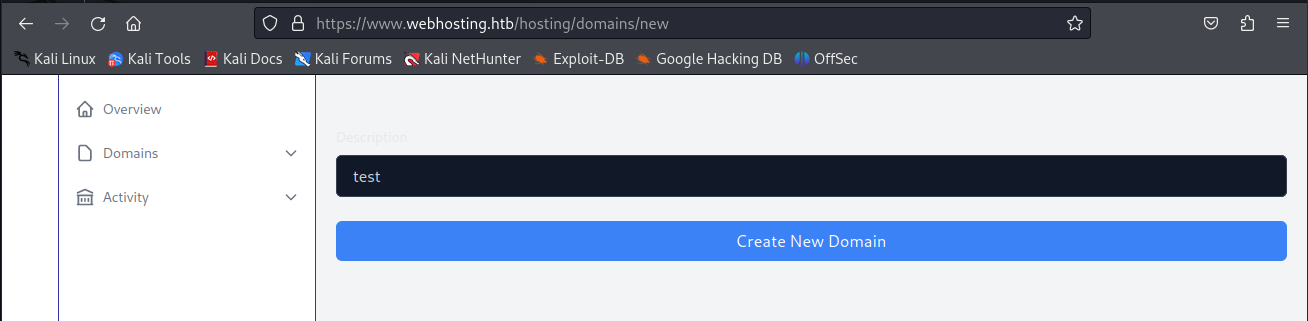 https://www.webhosting.htb/hosting/domains/new
Kali Linux Kali Tools Kali Docs Kali Forums Kali NetHunter Exploit-DB Google Hacking DB OffSec
Overview
Description
Domains
test
Activity
Create New Domain